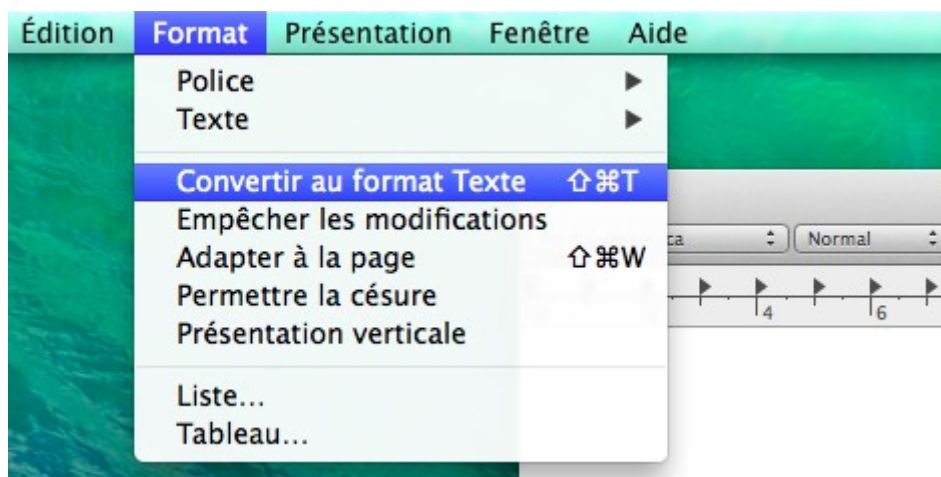 Édition Format Présentation Fenêtre Aide
Police
Texte
Convertir au format Texte ⇧⌘T
Empêcher les modifications
Adapter à la page ⇧⌘W
Permettre la césure
Présentation verticale
Liste...
Tableau...
Normal
4 6